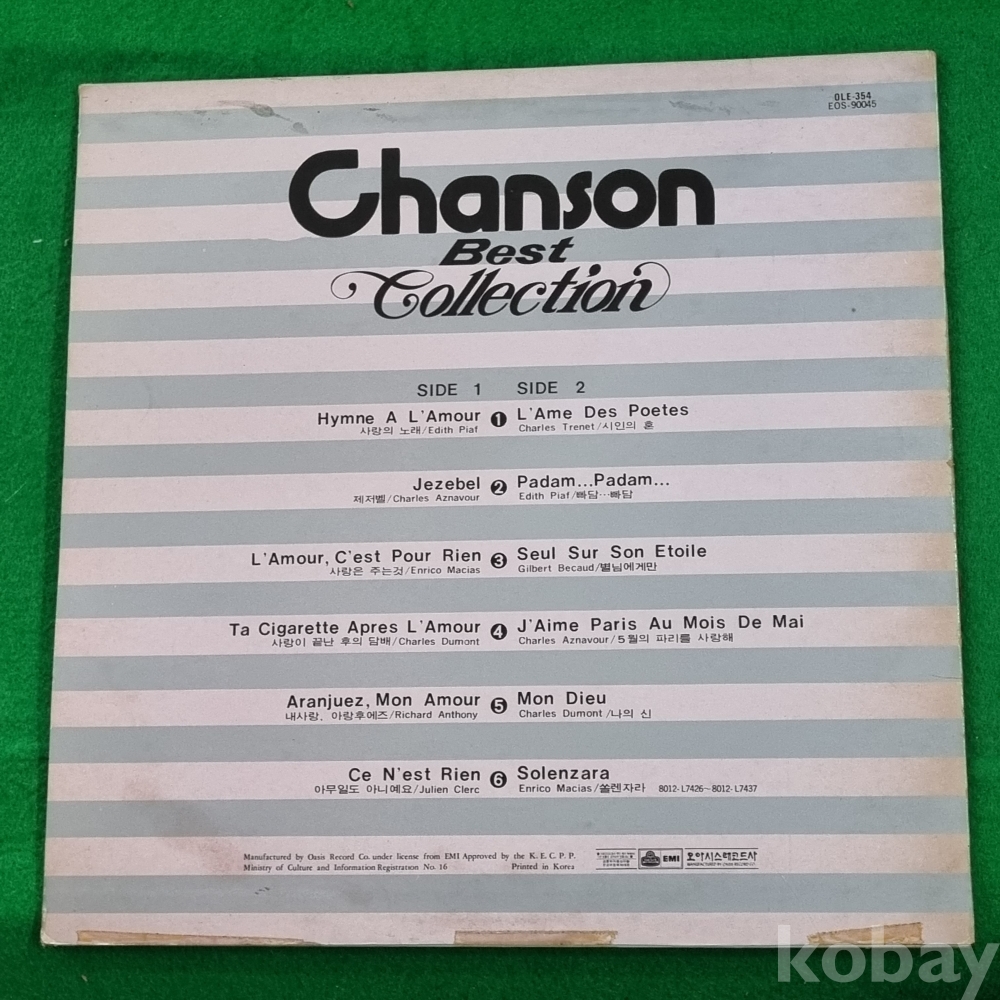 OLE-354
EOS-90045
Chanson
Best
Collection
SIDE 1 SIDE 2
Hymne A L'Amour ❶ L'Ame Des Poetes
사랑의 노래/Edith Piaf Charles Trenet/시인의 혼
Jezebel ❷ Padam...Padam...
제저벨/Charles Aznavour Edith Piaf/빠담…빠담
L'Amour, C'est Pour Rien ❸ Seul Sur Son Etoile
사랑은 주는것/Enrico Macias Gilbert Becaud/별님에게만
Ta Cigarette Apres L'Amour ❹ J'Aime Paris Au Mois De Mai
사랑이 끝난 후의 담배/Charles Dumont Charles Aznavour/5월의 파리를 사랑해
Aranjuez, Mon Amour ❺ Mon Dieu
내사랑, 아랑후에즈/Richard Anthony Charles Dumont/나의 신
Ce N'est Rien ❻ Solenzara
아무일도 아니예요/Julien Clerc Enrico Macias/쏠렌자라 8012-L7426~8012-L7437
Manufactured by Oasis Record Co. under license from EMI Approved by the K. E. C. P. P.
Ministry of Culture and Information Registration No. 16 Printed in Korea
EMI 오아시스레코드사
kobay